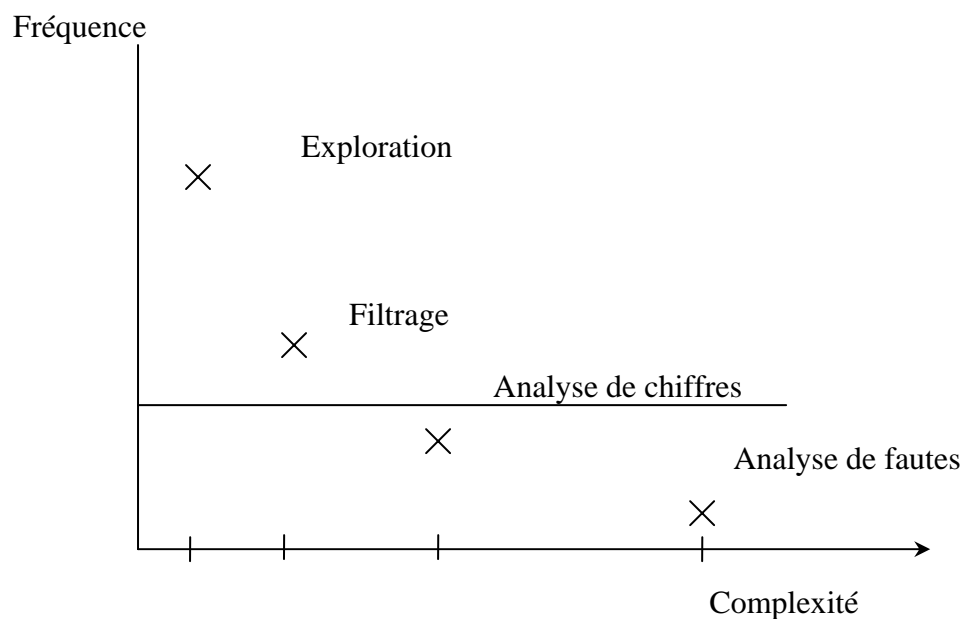 Fréquence
Exploration
Filtrage
Analyse de chiffres
Analyse de fautes
Complexité